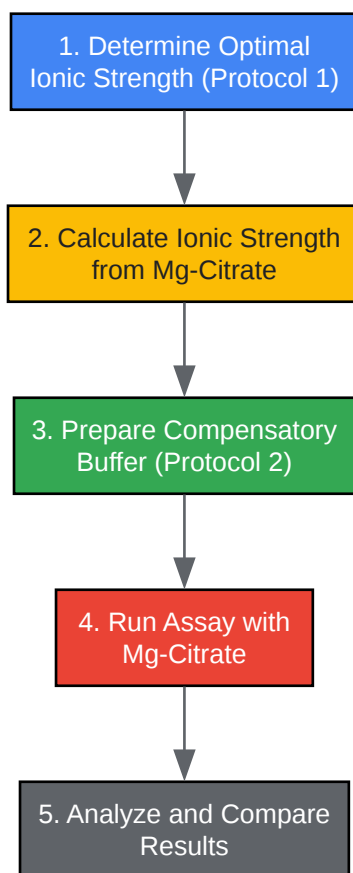 1. Determine Optimal
Ionic Strength (Protocol 1)
2. Calculate Ionic Strength
from Mg-Citrate
3. Prepare Compensatory
Buffer (Protocol 2)
4. Run Assay with
Mg-Citrate
5. Analyze and Compare
Results